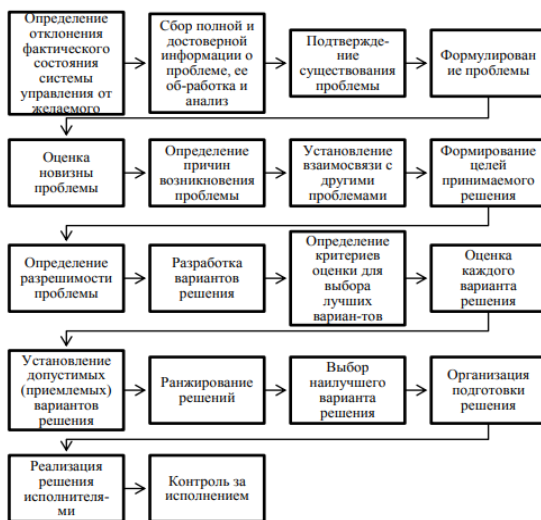 Определение
отклонения
фактического
состояния
системы
управления от
желаемого
Сбор полной и
достоверной
информации о
проблеме, ее
об-работка и
анализ
Подтверж­де-
ние
существования
проблемы
Формулирован
ие проблемы
Оценка
новизны
проблемы
Определение
причин
возникновения
проблемы
Установление
взаимосвязи с
другими
проблемами
Формирование
целей
принимаемого
решения
Определение
разрешимости
проблемы
Разработка
вариантов
решения
Определение
критериев
оценки для
выбора
лучших
вариан-тов
Оценка
каждого
варианта
решения
Установление
допустимых
(приемлемых)
вариантов
решения
Ранжирование
решений
Выбор
наилучшего
варианта
решения
Организация
подготовки
решения
Реализация
решения
исполнителя-
ми
Контроль за
исполнением